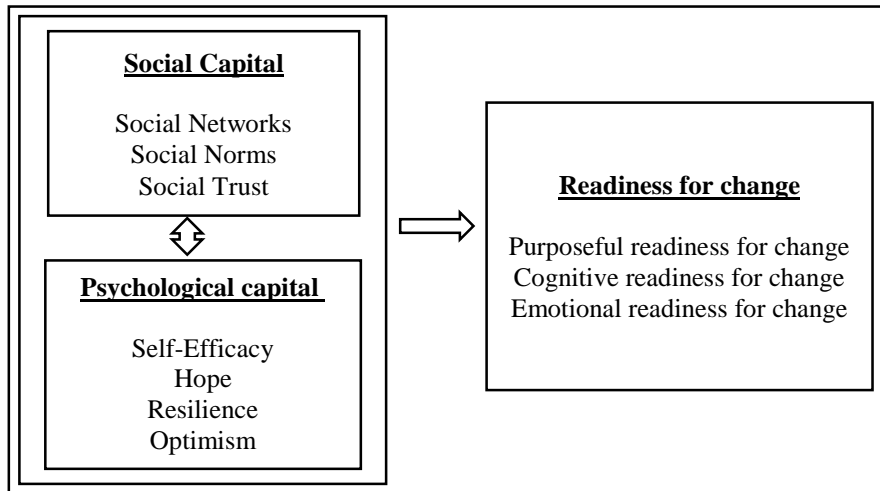 Social Capital
Social Networks
Social Norms
Social Trust
Psychological capital
Self-Efficacy
Hope
Resilience
Optimism
Readiness for change
Purposeful readiness for change
Cognitive readiness for change
Emotional readiness for change